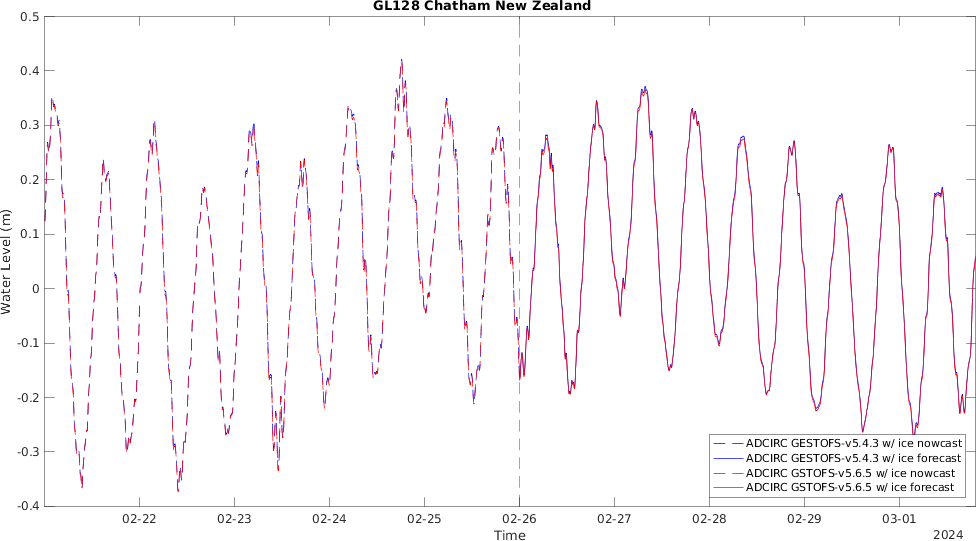 GL128 Chatham New Zealand
0.5
0.4
0.3
0.2
0.1
0
-0.1
-0.2
-0.3
-0.4
Water Level (m)
ADCIRC GESTOFS-v5.4.3 w/ ice nowcast
ADCIRC GESTOFS-v5.4.3 w/ ice forecast
ADCIRC GSTOFS-v5.6.5 w/ ice nowcast
ADCIRC GSTOFS-v5.6.5 w/ ice forecast
02-22 02-23 02-24 02-25 02-26 02-27 02-28 02-29 03-01
Time
2024